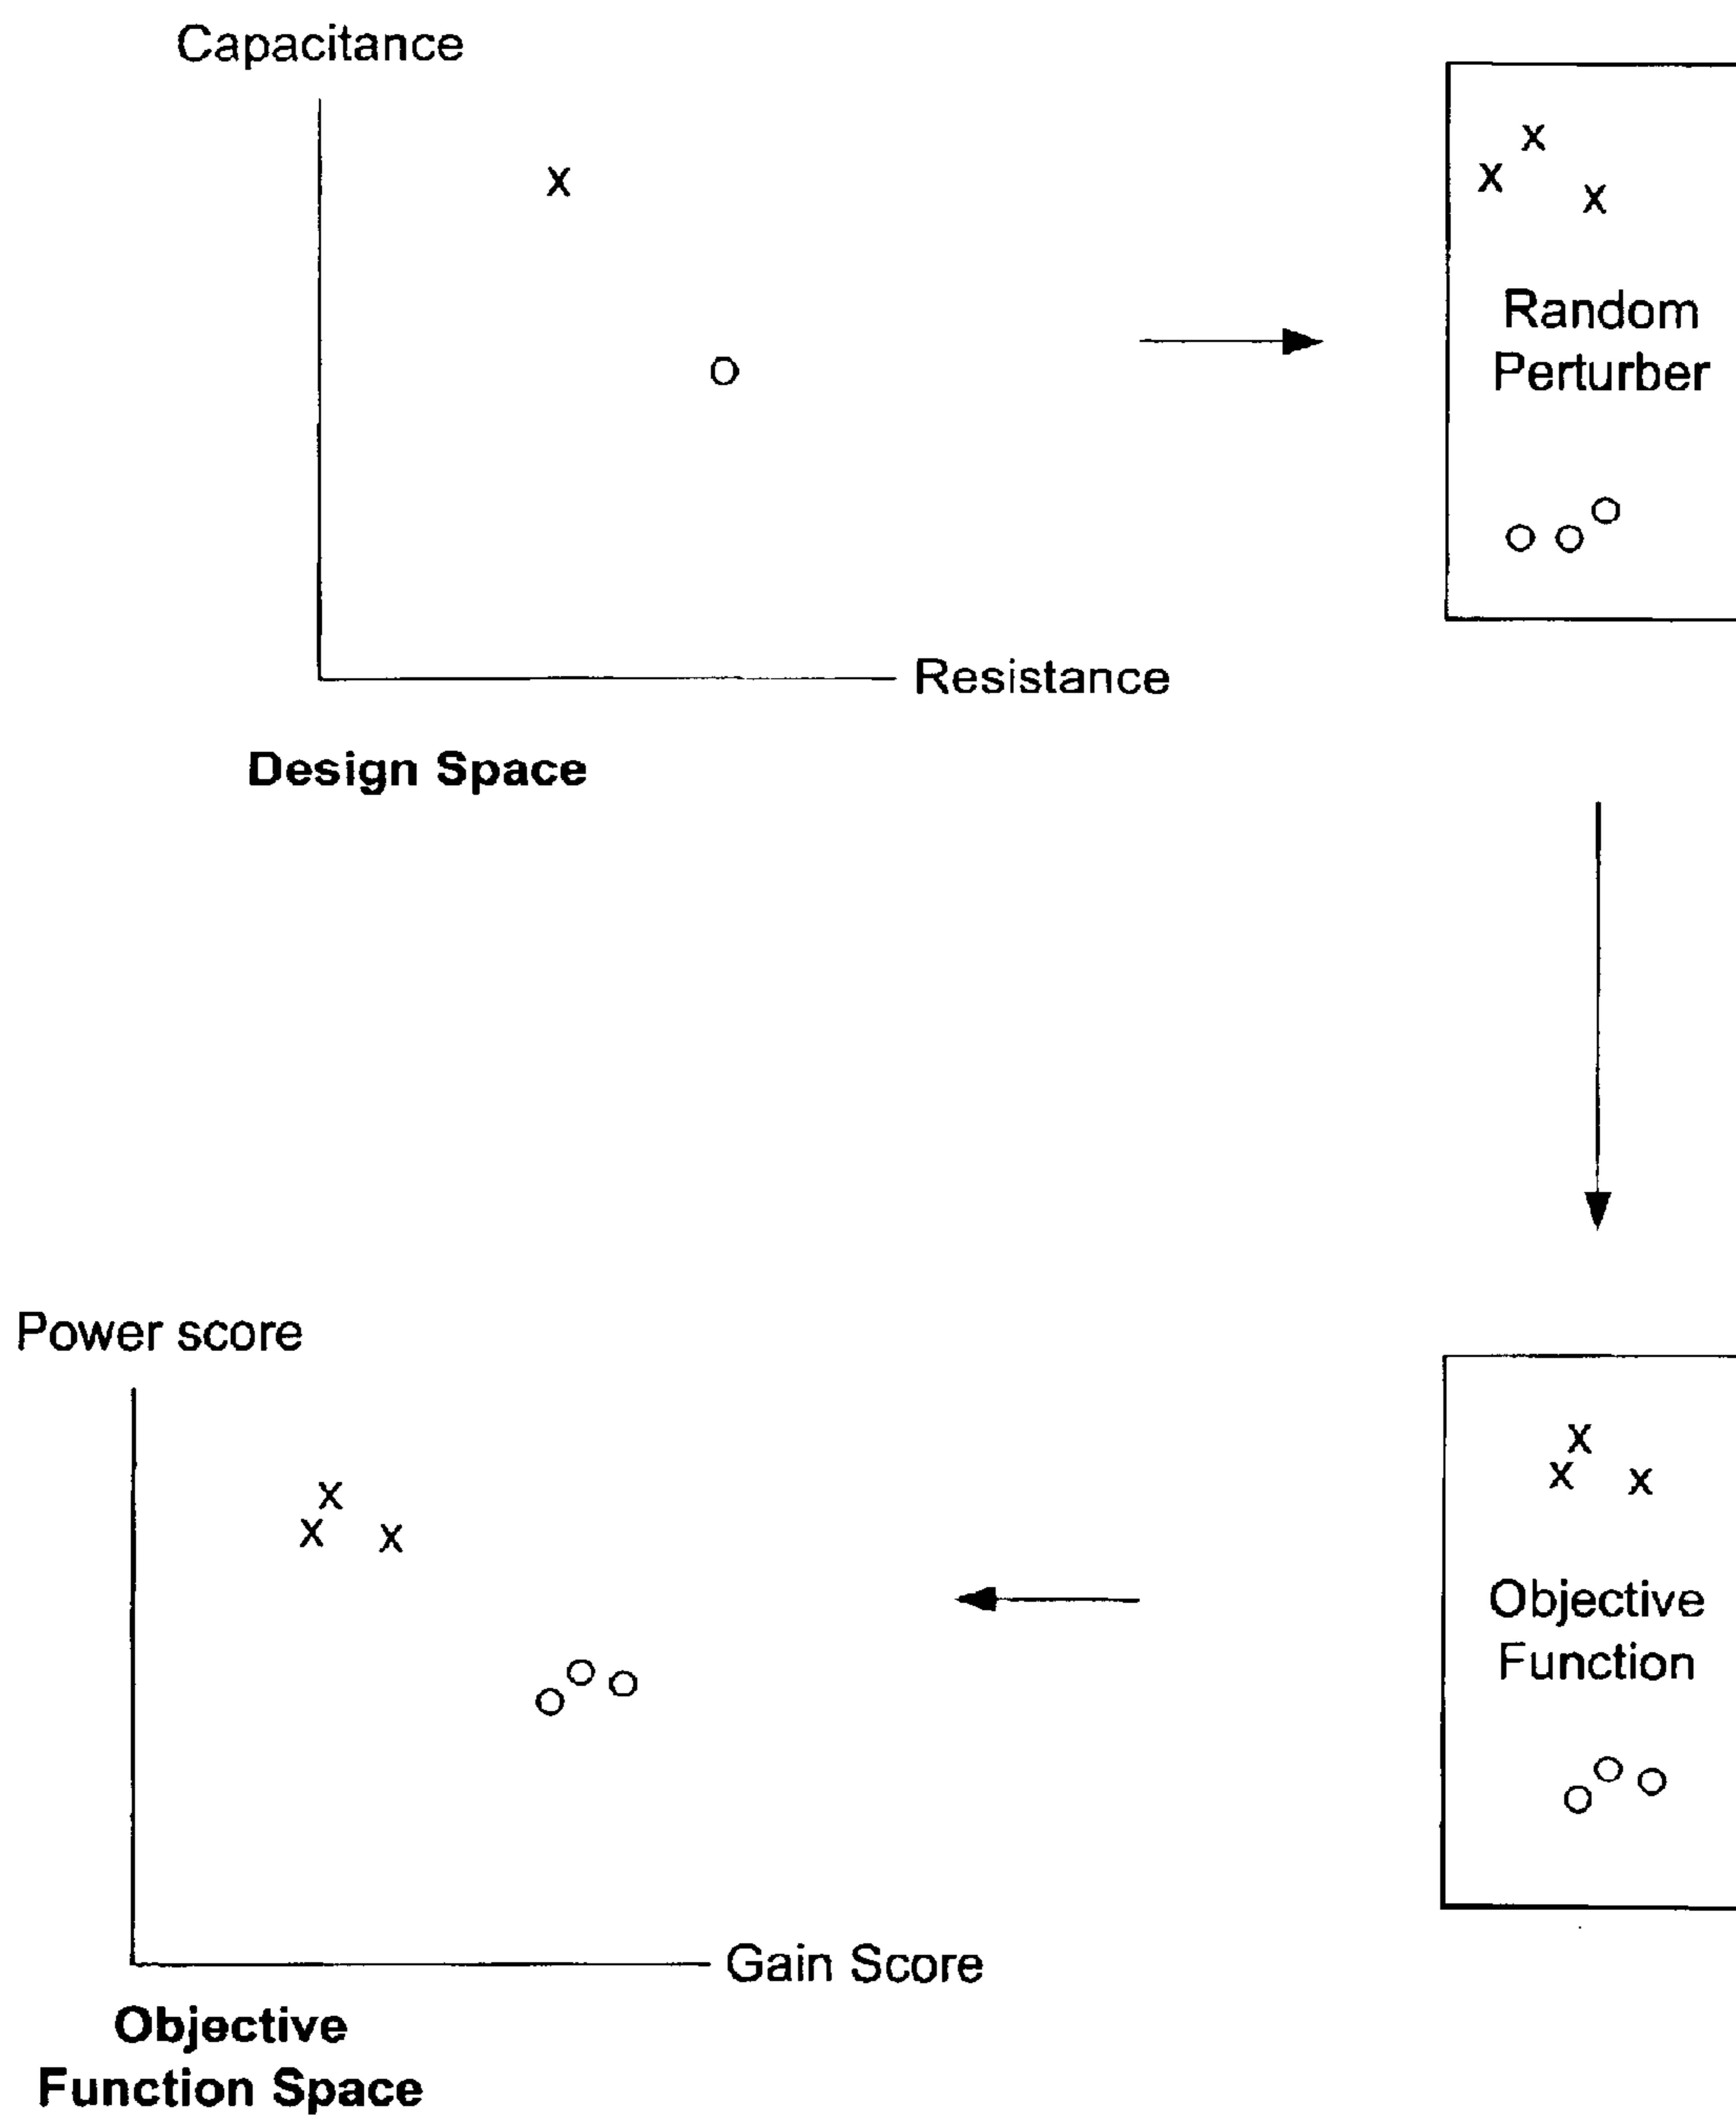 Capacitance
Random
Perturber
Resistance
Design Space
Power score
Objective
Function
Gain Score
Objective
Function Space